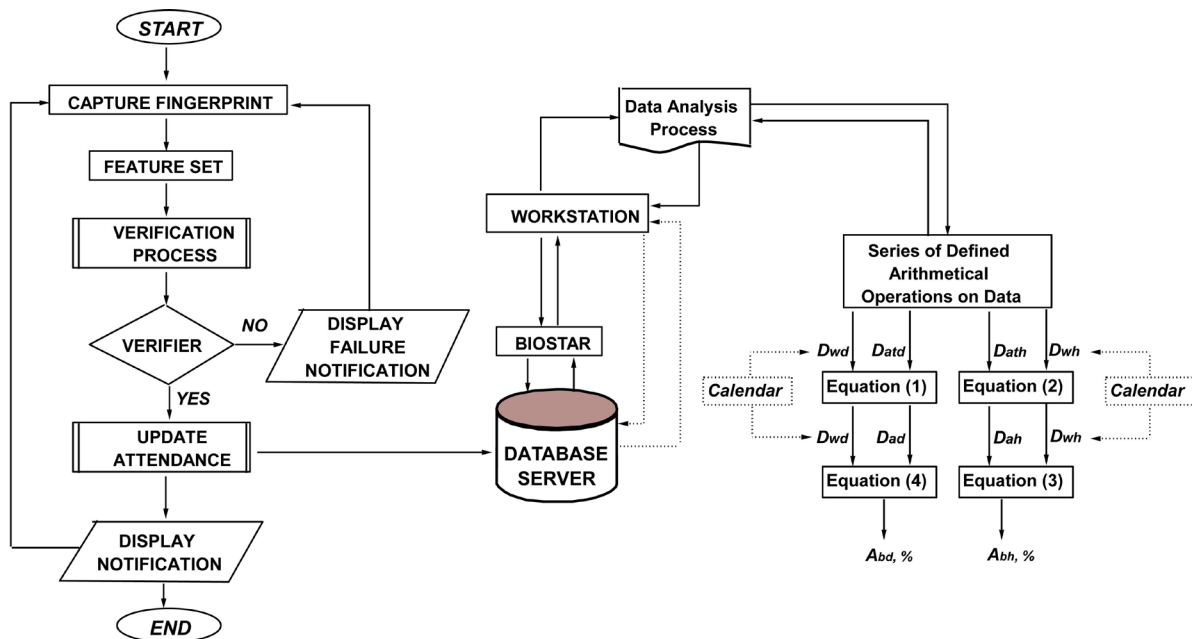 START
CAPTURE FINGERPRINT
FEATURE SET
VERIFICATION
PROCESS
VERIFIER
NO
YES
DISPLAY
FAILURE
NOTIFICATION
UPDATE
ATTENDANCE
DISPLAY
NOTIFICATION
END
Data Analysis
Process
WORKSTATION
BIOSTAR
DATABASE
SERVER
Series of Defined
Arithmetical
Operations on Data
Dwd Datd Dath Dwh
Calendar
Equation (1) Equation (2)
Calendar
Dwd Dad Dah Dwh
Equation (4) Equation (3)
Abd, % Abh, %